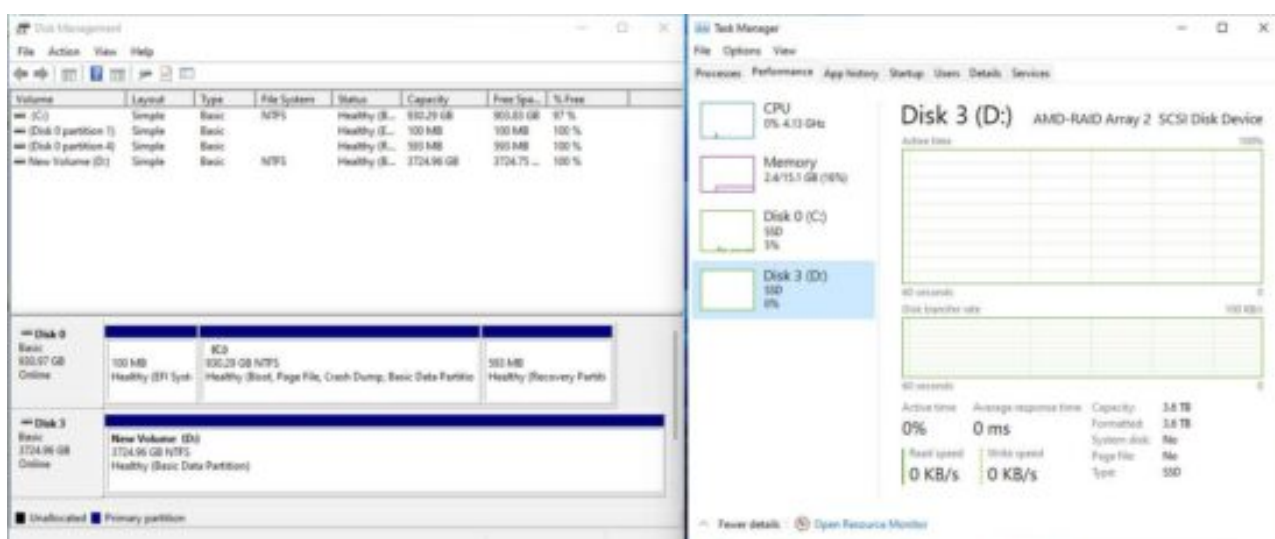 Disk Management
File Action View Help
Volume Layout Type File System Status Capacity Free Spa... % Free
(C:) Simple Basic NTFS Healthy (B... 930.29 GB 903.83 GB 97 %
(Disk 0 partition 1) Simple Basic Healthy (E... 100 MB 100 MB 100 %
(Disk 0 partition 4) Simple Basic Healthy (R... 593 MB 593 MB 100 %
New Volume (D:) Simple Basic NTFS Healthy (B... 3724.96 GB 3724.75 ... 100 %
Disk 0
Basic
930.97 GB
Online
100 MB
Healthy (EFI Syst
(C:)
930.29 GB NTFS
Healthy (Boot, Page File, Crash Dump, Basic Data Partitio
593 MB
Healthy (Recovery Partiti
Disk 3
Basic
3724.96 GB
Online
New Volume (D:)
3724.96 GB NTFS
Healthy (Basic Data Partition)
Unallocated Primary partition
Task Manager
File Options View
Processes Performance App history Startup Users Details Services
CPU
0% 4.13 GHz
Memory
2.4/15.1 GB (16%)
Disk 0 (C:)
SSD
5%
Disk 3 (D:)
SSD
0%
Disk 3 (D:) AMD-RAID Array 2 SCSI Disk Device
Active time 100%
60 seconds 0
Disk transfer rate 100 KB/s
60 seconds 0
Active time Average response time
0% 0 ms
Read speed Write speed
0 KB/s 0 KB/s
Capacity: 3.6 TB
Formatted: 3.6 TB
System disk: No
Page file: No
Type: SSD
Fewer details Open Resource Monitor